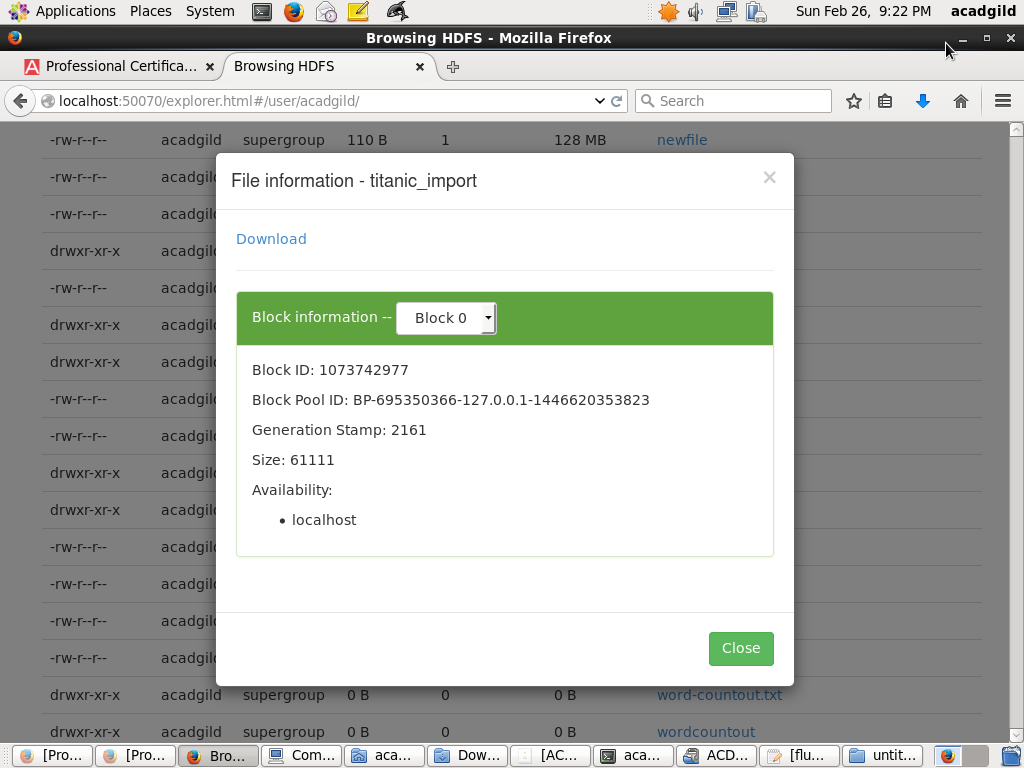 Applications Places System Sun Feb 26, 9:22 PM acadgild
Browsing HDFS - Mozilla Firefox
Professional Certifica... Browsing HDFS
localhost:50070/explorer.html#/user/acadgild/ Search
-rw-r--r-- acadgild supergroup 110 B 1 128 MB newfile
-rw-r--r-- acadgild
-rw-r--r-- acadgild
drwxr-xr-x acadgild
-rw-r--r-- acadgild
drwxr-xr-x acadgild
drwxr-xr-x acadgild
-rw-r--r-- acadgild
-rw-r--r-- acadgild
drwxr-xr-x acadgild
drwxr-xr-x acadgild
-rw-r--r-- acadgild
-rw-r--r-- acadgild
-rw-r--r-- acadgild
-rw-r--r-- acadgild
File information - titanic_import
Download
Block information -- Block 0
Block ID: 1073742977
Block Pool ID: BP-695350366-127.0.0.1-1446620353823
Generation Stamp: 2161
Size: 61111
Availability:
localhost
Close
drwxr-xr-x acadgild supergroup 0 B 0 0 B word-countout.txt
drwxr-xr-x acadgild supergroup 0 B 0 0 B wordcountout
[Pro... [Pro... Bro... Com... aca... Dow... [AC... aca... ACD... [flu... untit...